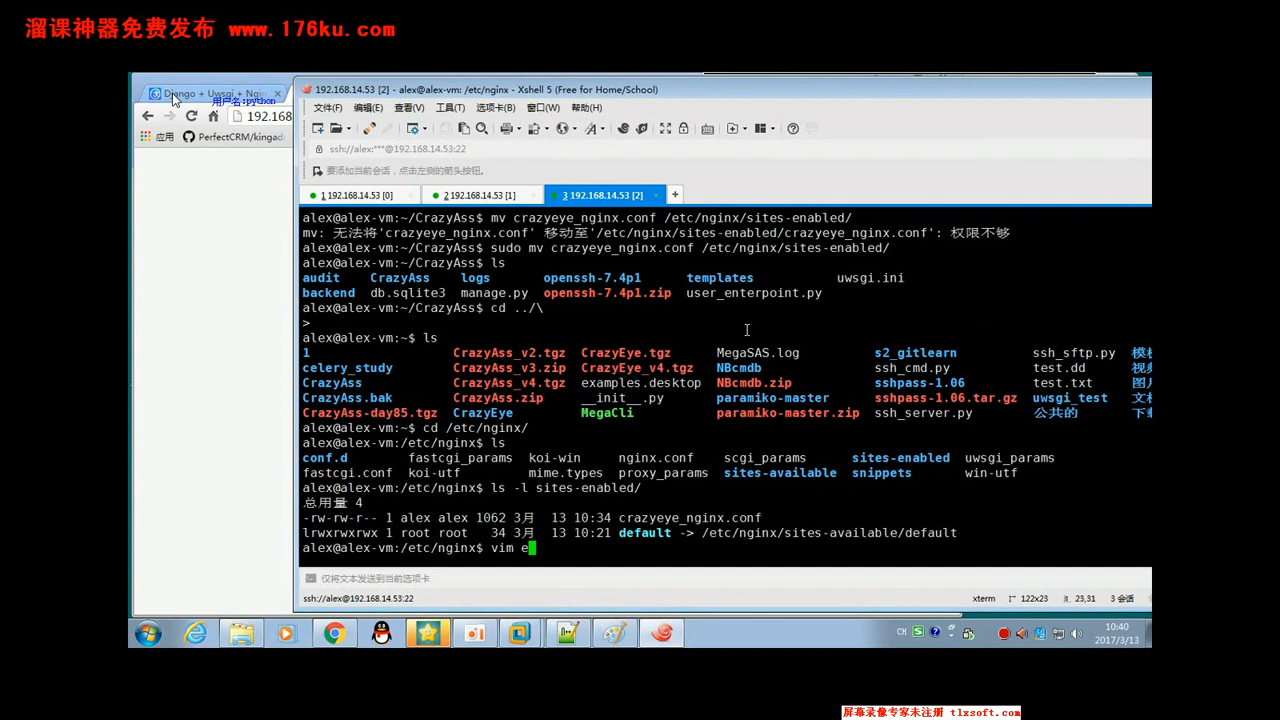 溜课神器免费发布 www.176ku.com
192.168.14.53 [2] - alex@alex-vm: /etc/nginx - Xshell 5 (Free for Home/School)
Django + Uwsgi + Ngin
用户名:python
文件(F) 编辑(E) 查看(V) 工具(T) 选项卡(B) 窗口(W) 帮助(H)
192.168
应用 PerfectCRM/kingad
ssh://alex:***@192.168.14.53:22
要添加当前会话，点击左侧的箭头按钮。
1 192.168.14.53 [0] 2 192.168.14.53 [1] 3 192.168.14.53 [2]
alex@alex-vm:~/CrazyAss$ mv crazyeye_nginx.conf /etc/nginx/sites-enabled/
mv: 无法将'crazyeye_nginx.conf' 移动至'/etc/nginx/sites-enabled/crazyeye_nginx.conf': 权限不够
alex@alex-vm:~/CrazyAss$ sudo mv crazyeye_nginx.conf /etc/nginx/sites-enabled/
alex@alex-vm:~/CrazyAss$ ls
audit CrazyAss logs openssh-7.4p1 templates uwsgi.ini
backend db.sqlite3 manage.py openssh-7.4p1.zip user_enterpoint.py
alex@alex-vm:~/CrazyAss$ cd ../\
>
alex@alex-vm:~$ ls
1 CrazyAss_v2.tgz CrazyEye.tgz MegaSAS.log s2_gitlearn ssh_sftp.py
celery_study CrazyAss_v3.zip CrazyEye_v4.tgz NBcmdb ssh_cmd.py test.dd
CrazyAss CrazyAss_v4.tgz examples.desktop NBcmdb.zip sshpass-1.06 test.txt
CrazyAss.bak CrazyAss.zip __init__.py paramiko-master sshpass-1.06.tar.gz uwsgi_test
CrazyAss-day85.tgz CrazyEye MegaCli paramiko-master.zip ssh_server.py 公共的 下载
alex@alex-vm:~$ cd /etc/nginx/
alex@alex-vm:/etc/nginx$ ls
conf.d fastcgi_params koi-win nginx.conf scgi_params sites-enabled uwsgi_params
fastcgi.conf koi-utf mime.types proxy_params sites-available snippets win-utf
alex@alex-vm:/etc/nginx$ ls -l sites-enabled/
总用量 4
-rw-rw-r-- 1 alex alex 1062 3月 13 10:34 crazyeye_nginx.conf
lrwxrwxrwx 1 root root 34 3月 13 10:21 default -> /etc/nginx/sites-available/default
alex@alex-vm:/etc/nginx$ vim e
仅将文本发送到当前选项卡
ssh://alex@192.168.14.53:22 xterm 122x23 23,31 3 会话
CH 10:40
2017/3/13
屏幕录像专家未注册 tlxsoft.com